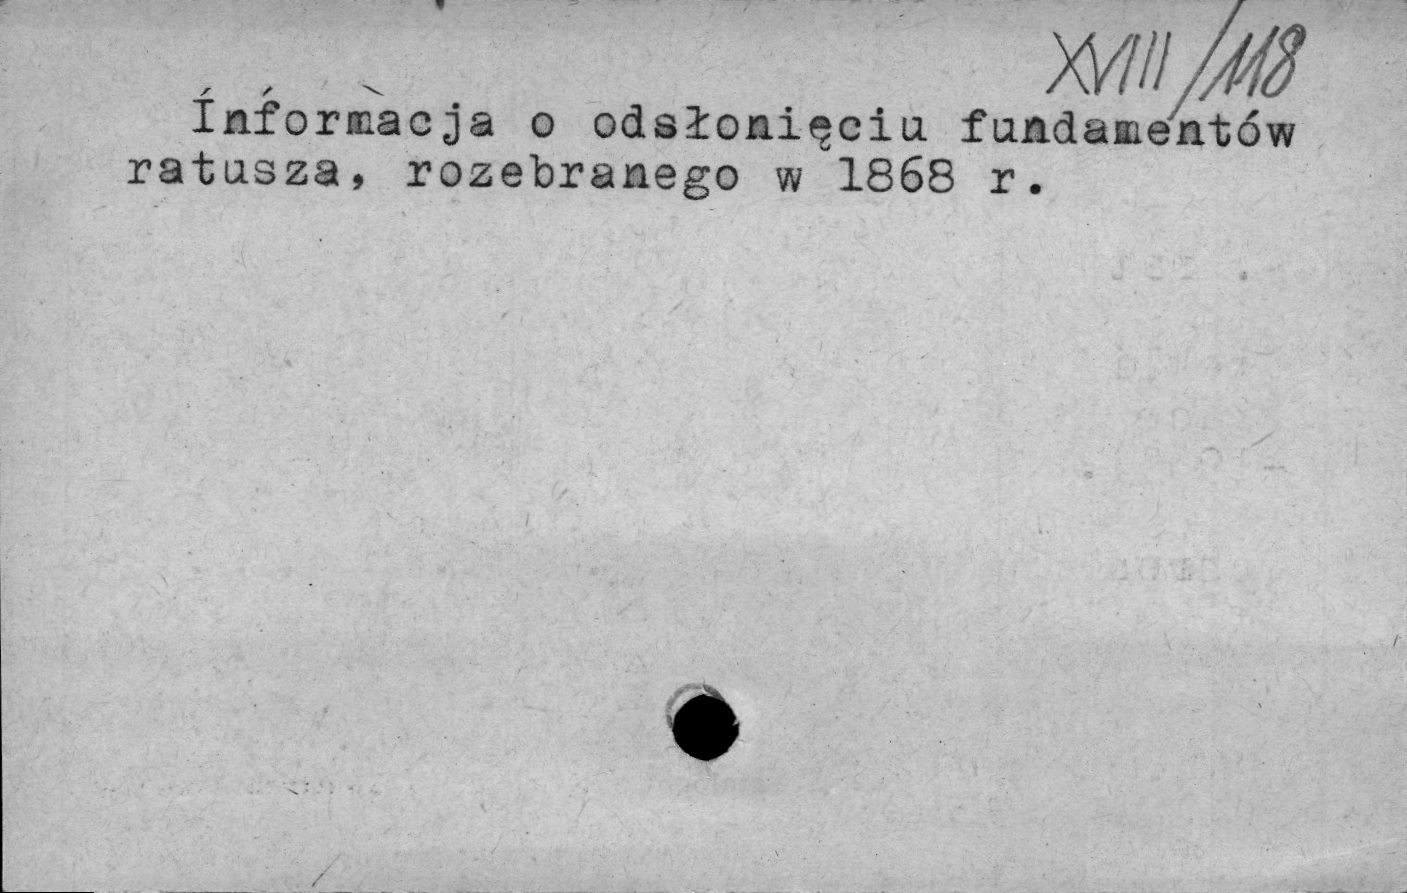 XVIII/118
Informacja o odsłonięciu fundamentów
ratusza, rozebranego w 1868 r.